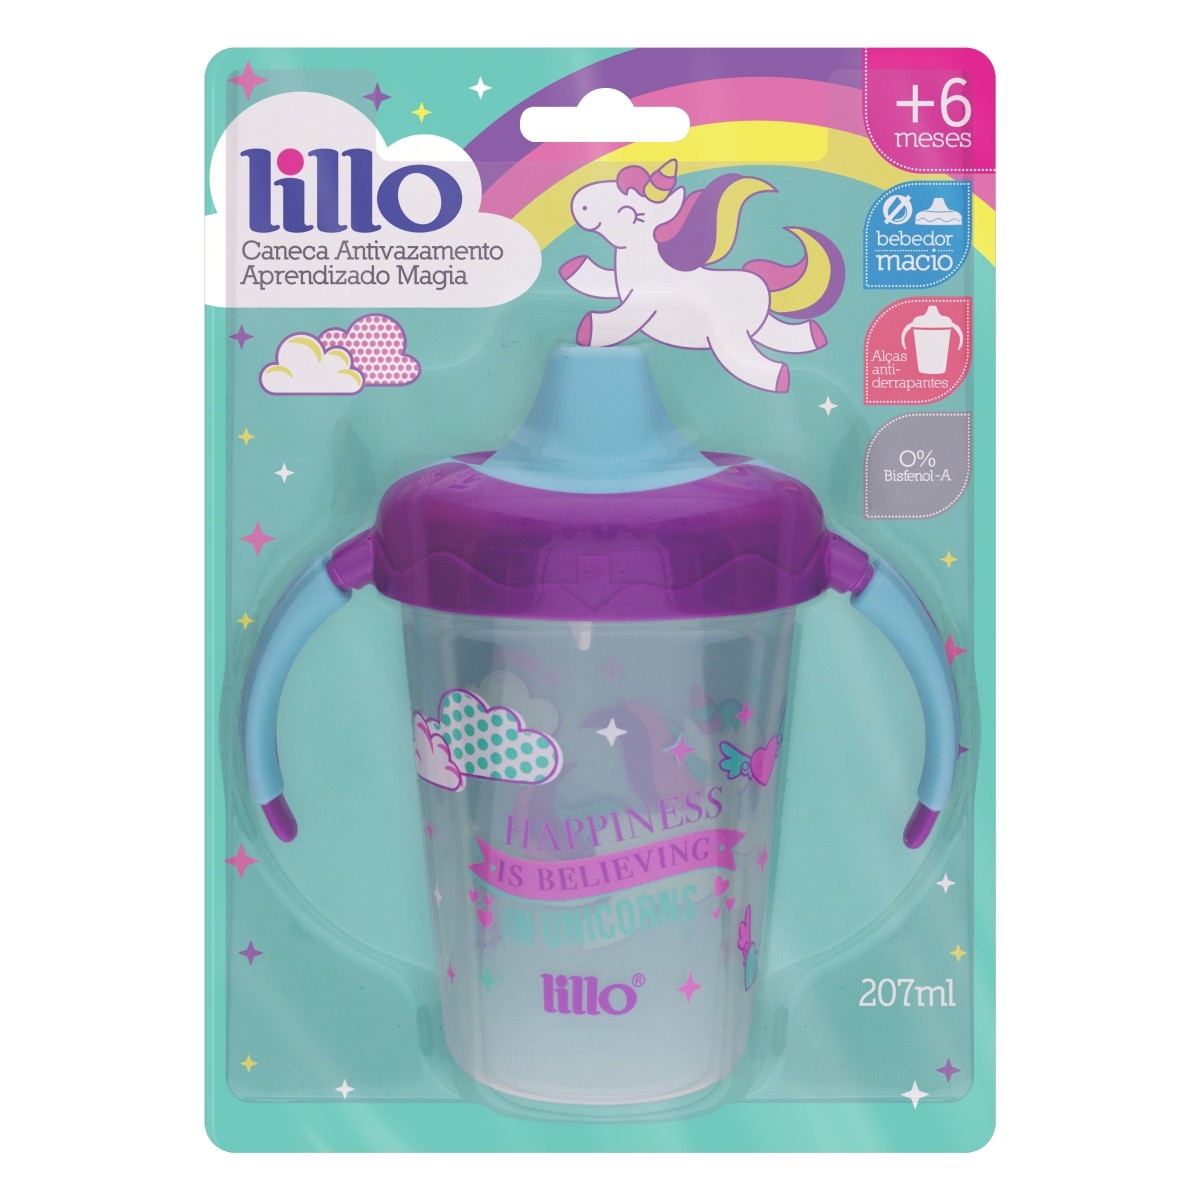 lillo
Caneca Antivazamento
Aprendizado Magia
+6
meses
bebedor
macio
Alças
anti-
derrapantes
0%
Bisfenol-A
HAPPINESS
IS BELIEVING
IN UNICORNS
lillo®
207ml